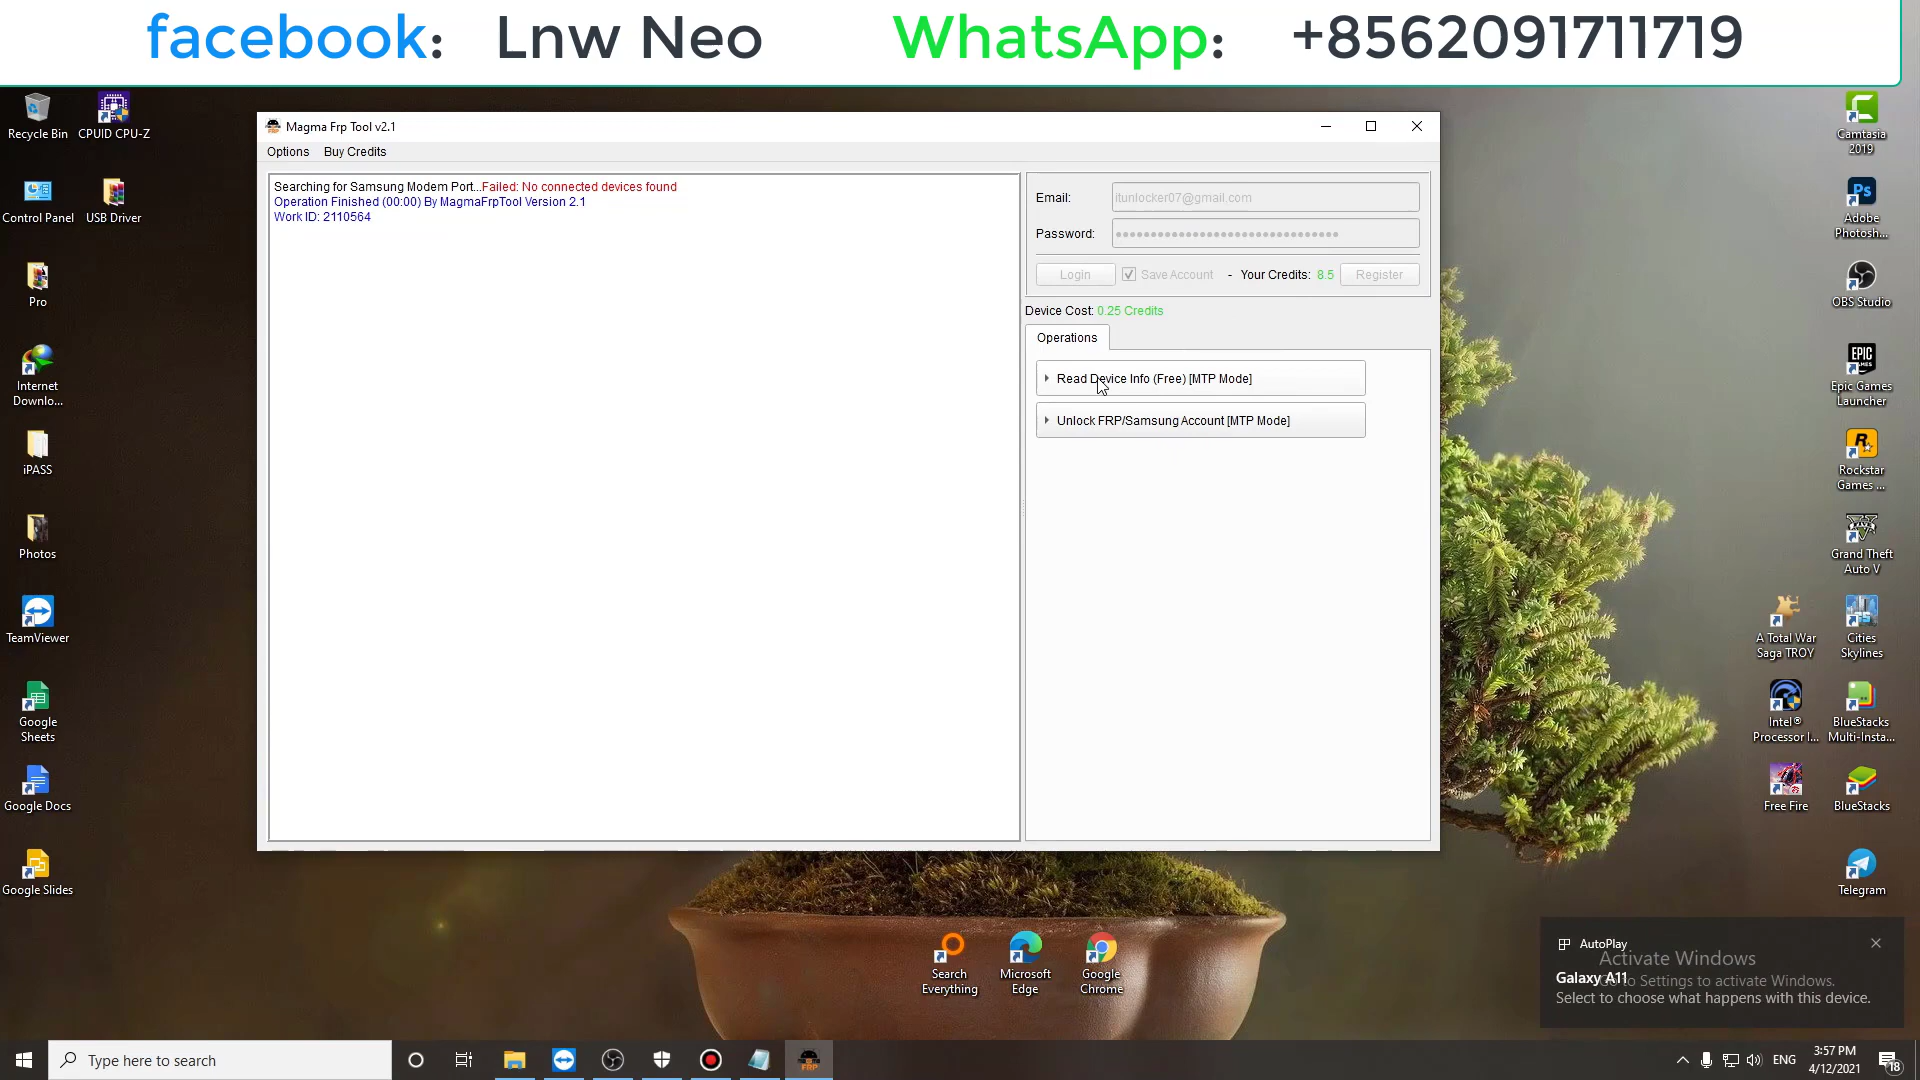 facebook: Lnw Neo WhatsApp: +8562091711719
Recycle Bin
CPUID CPU-Z
Control Panel
USB Driver
Pro
Internet
Downlo...
iPASS
Photos
TeamViewer
Google
Sheets
Google Docs
Google Slides
Magma Frp Tool v2.1
Options Buy Credits
Searching for Samsung Modem Port...Failed: No connected devices found
Operation Finished (00:00) By MagmaFrpTool Version 2.1
Work ID: 2110564
Email: itunlocker07@gmail.com
Password:
Login Save Account - Your Credits: 8.5 Register
Device Cost: 0.25 Credits
Operations
Read Device Info (Free) [MTP Mode]
Unlock FRP/Samsung Account [MTP Mode]
Camtasia
2019
Ps
Adobe
Photosh...
OBS Studio
EPIC
GAMES
Epic Games
Launcher
Rockstar
Games ...
Grand Theft
Auto V
A Total War
Saga TROY
Cities
Skylines
Intel®
Processor I...
BlueStacks
Multi-Insta...
Free Fire
BlueStacks
Telegram
Search
Everything
Microsoft
Edge
Google
Chrome
AutoPlay
Activate Windows
Galaxy A11
Go to Settings to activate Windows.
Select to choose what happens with this device.
Type here to search
FRP
ENG
3:57 PM
4/12/2021
18